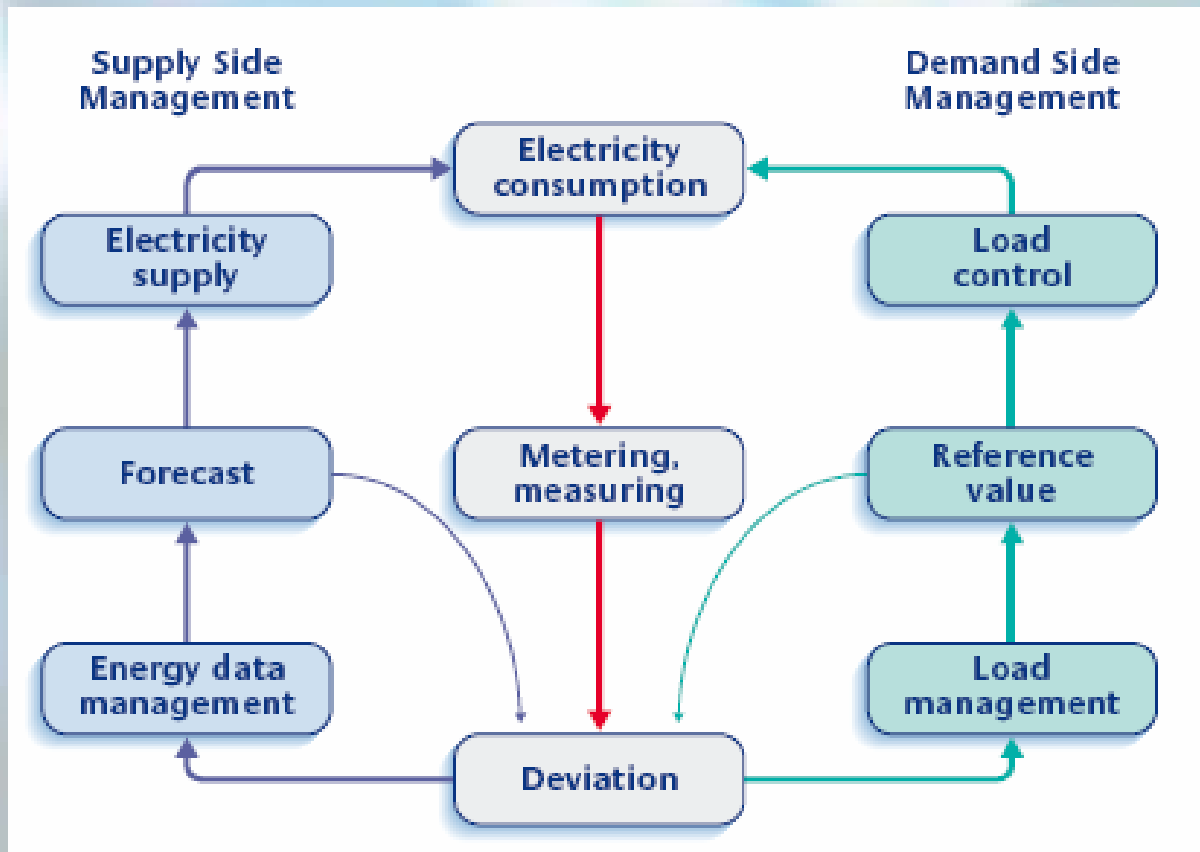 Supply Side
Management
Demand Side
Management
Electricity
consumption
Electricity
supply
Load
control
Forecast
Metering,
measuring
Reference
value
Energy data
management
Load
management
Deviation